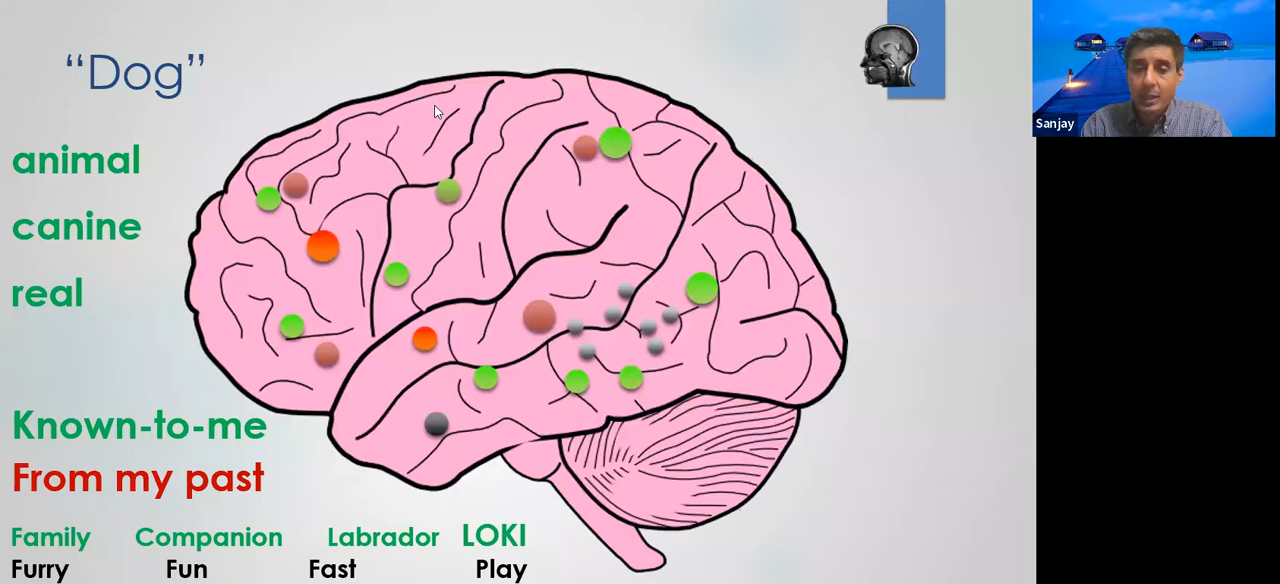 “Dog”
Sanjay
animal
canine
real
Known-to-me
From my past
Family Companion Labrador LOKI
Furry Fun Fast Play